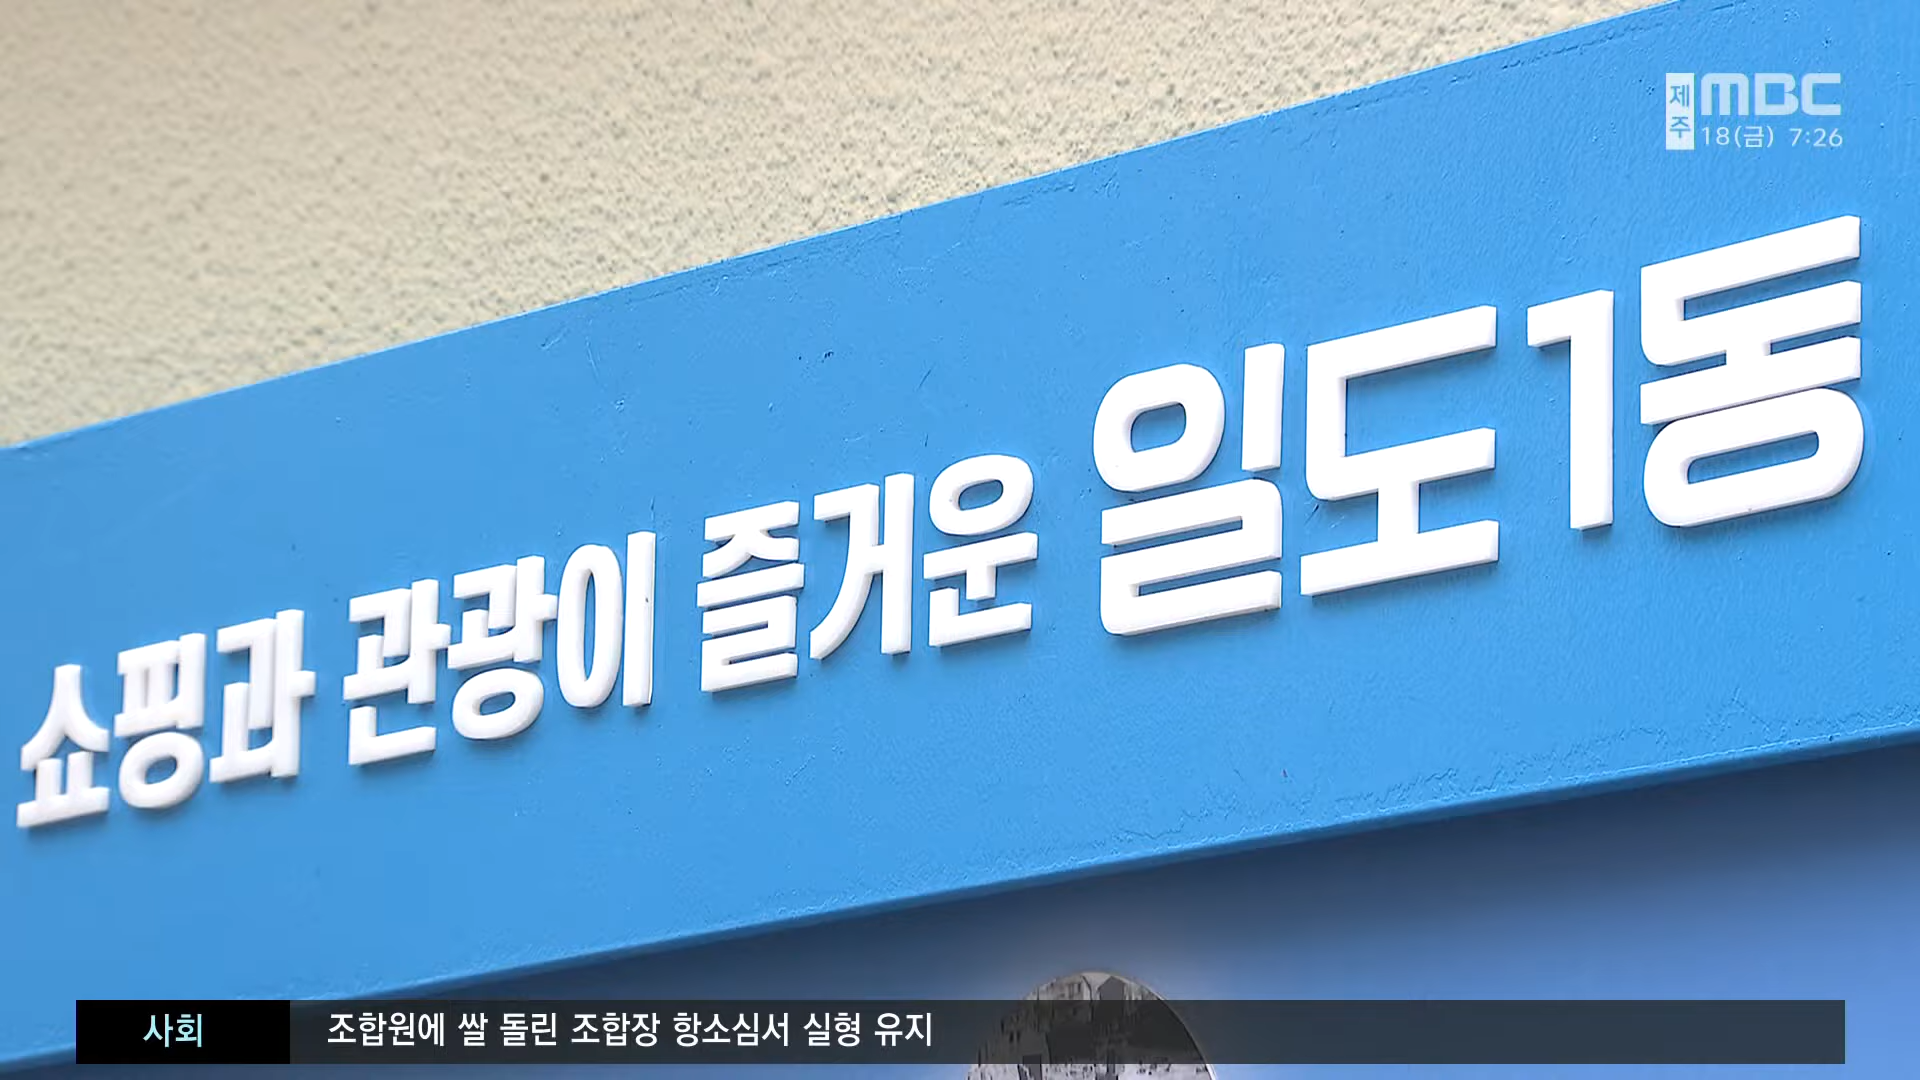 제주 MBC
18(금) 7:26
쇼핑과 관광이 즐거운 일도1동
사회 조합원에 쌀 돌린 조합장 항소심서 실형 유지